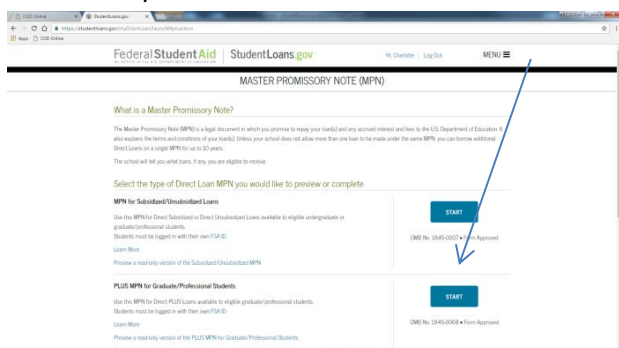 COD Online
StudentLoans.gov
https://studentloans.gov/myDirectLoan/launchMpn.action
Apps COD Online
Federal Student Aid StudentLoans.gov Hi, Charlotte Log Out MENU
MASTER PROMISSORY NOTE (MPN)
What is a Master Promissory Note?
The Master Promissory Note (MPN) is a legal document in which you promise to repay your loan(s) and any accrued interest and fees to the U.S. Department of Education. It
also explains the terms and conditions of your loan(s). Unless your school does not allow more than one loan to be made under the same MPN, you can borrow additional
Direct Loans on a single MPN for up to 10 years.
The school will tell you what loans, if any, you are eligible to receive.
Select the type of Direct Loan MPN you would like to preview or complete
MPN for Subsidized/Unsubsidized Loans
Use this MPN for Direct Subsidized or Direct Unsubsidized Loans available to eligible undergraduate or
graduate/professional students.
Students must be logged in with their own FSA ID.
Learn More
Preview a read-only version of the Subsidized/Unsubsidized MPN
START
OMB No. 1845-0007 • Form Approved
PLUS MPN for Graduate/Professional Students
Use this MPN for Direct PLUS Loans available to eligible graduate/professional students.
Students must be logged in with their own FSA ID.
Learn More
Preview a read-only version of the PLUS MPN for Graduate/Professional Students
START
OMB No. 1845-0068 • Form Approved